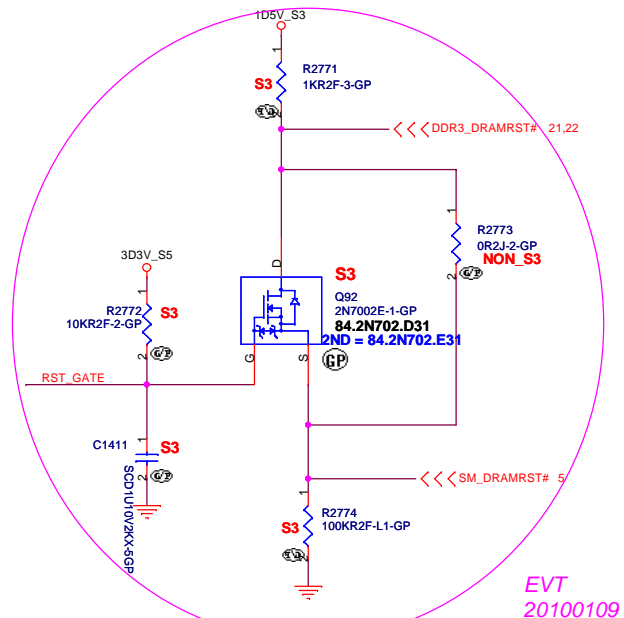 1D5V_S3
1
R2771
1KR2F-3-GP
S3
2
DDR3_DRAMRST# 21,22
1
R2773
0R2J-2-GP
NON_S3
2
G/P
3D3V_S5
D
S3
Q92
2N7002E-1-GP
84.2N702.D31
2ND = 84.2N702.E31
GP
1
R2772
10KR2F-2-GP
S3
2
G/P
G
S
RST_GATE
1
C1411
S3
2
G/P
SCD1U10V2KX-5GP
SM_DRAMRST# 5
1
R2774
100KR2F-L1-GP
S3
2
EVT
20100109